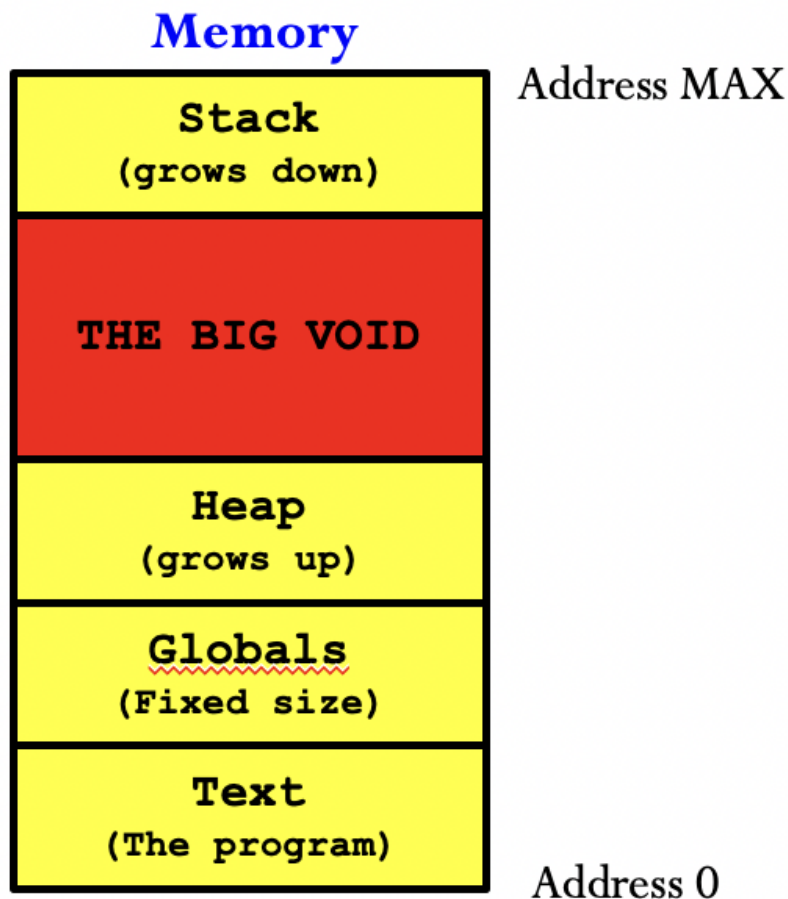 Memory
Address MAX
Stack
(grows down)
THE BIG VOID
Heap
(grows up)
Globals
(Fixed size)
Text
(The program)
Address 0